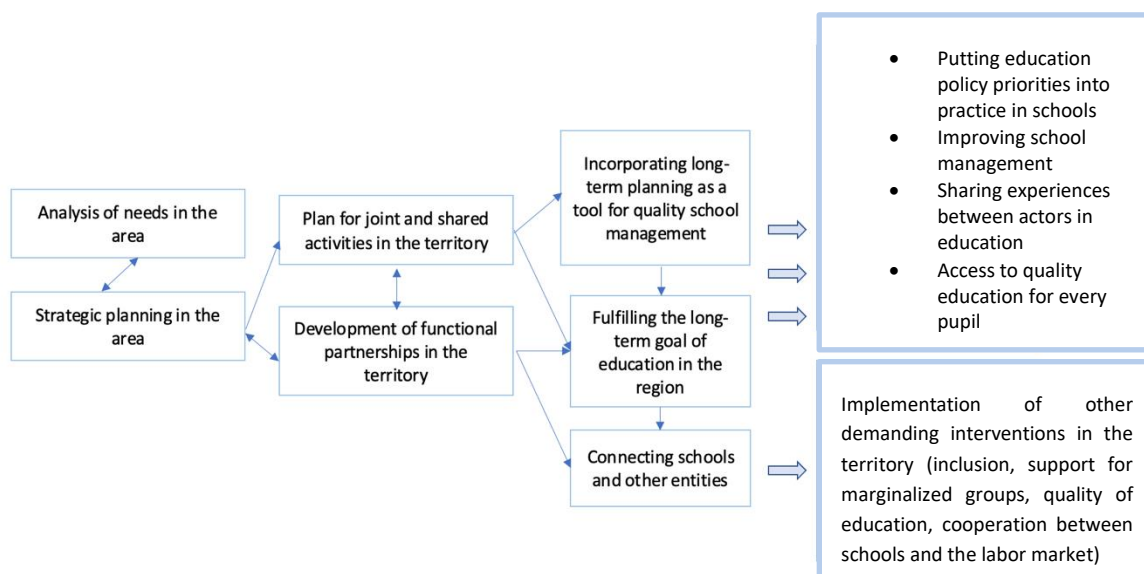 Analysis of needs in the
area
Strategic planning in the
area
Plan for joint and shared
activities in the territory
Development of functional
partnerships in the
territory
Incorporating long-
term planning as a
tool for quality school
management
Fulfilling the long-
term goal of
education in the
region
Connecting schools
and other entities
• Putting education
policy priorities into
practice in schools
• Improving school
management
• Sharing experiences
between actors in
education
• Access to quality
education for every
pupil
Implementation of other
demanding interventions in the
territory (inclusion, support for
marginalized groups, quality of
education, cooperation between
schools and the labor market)